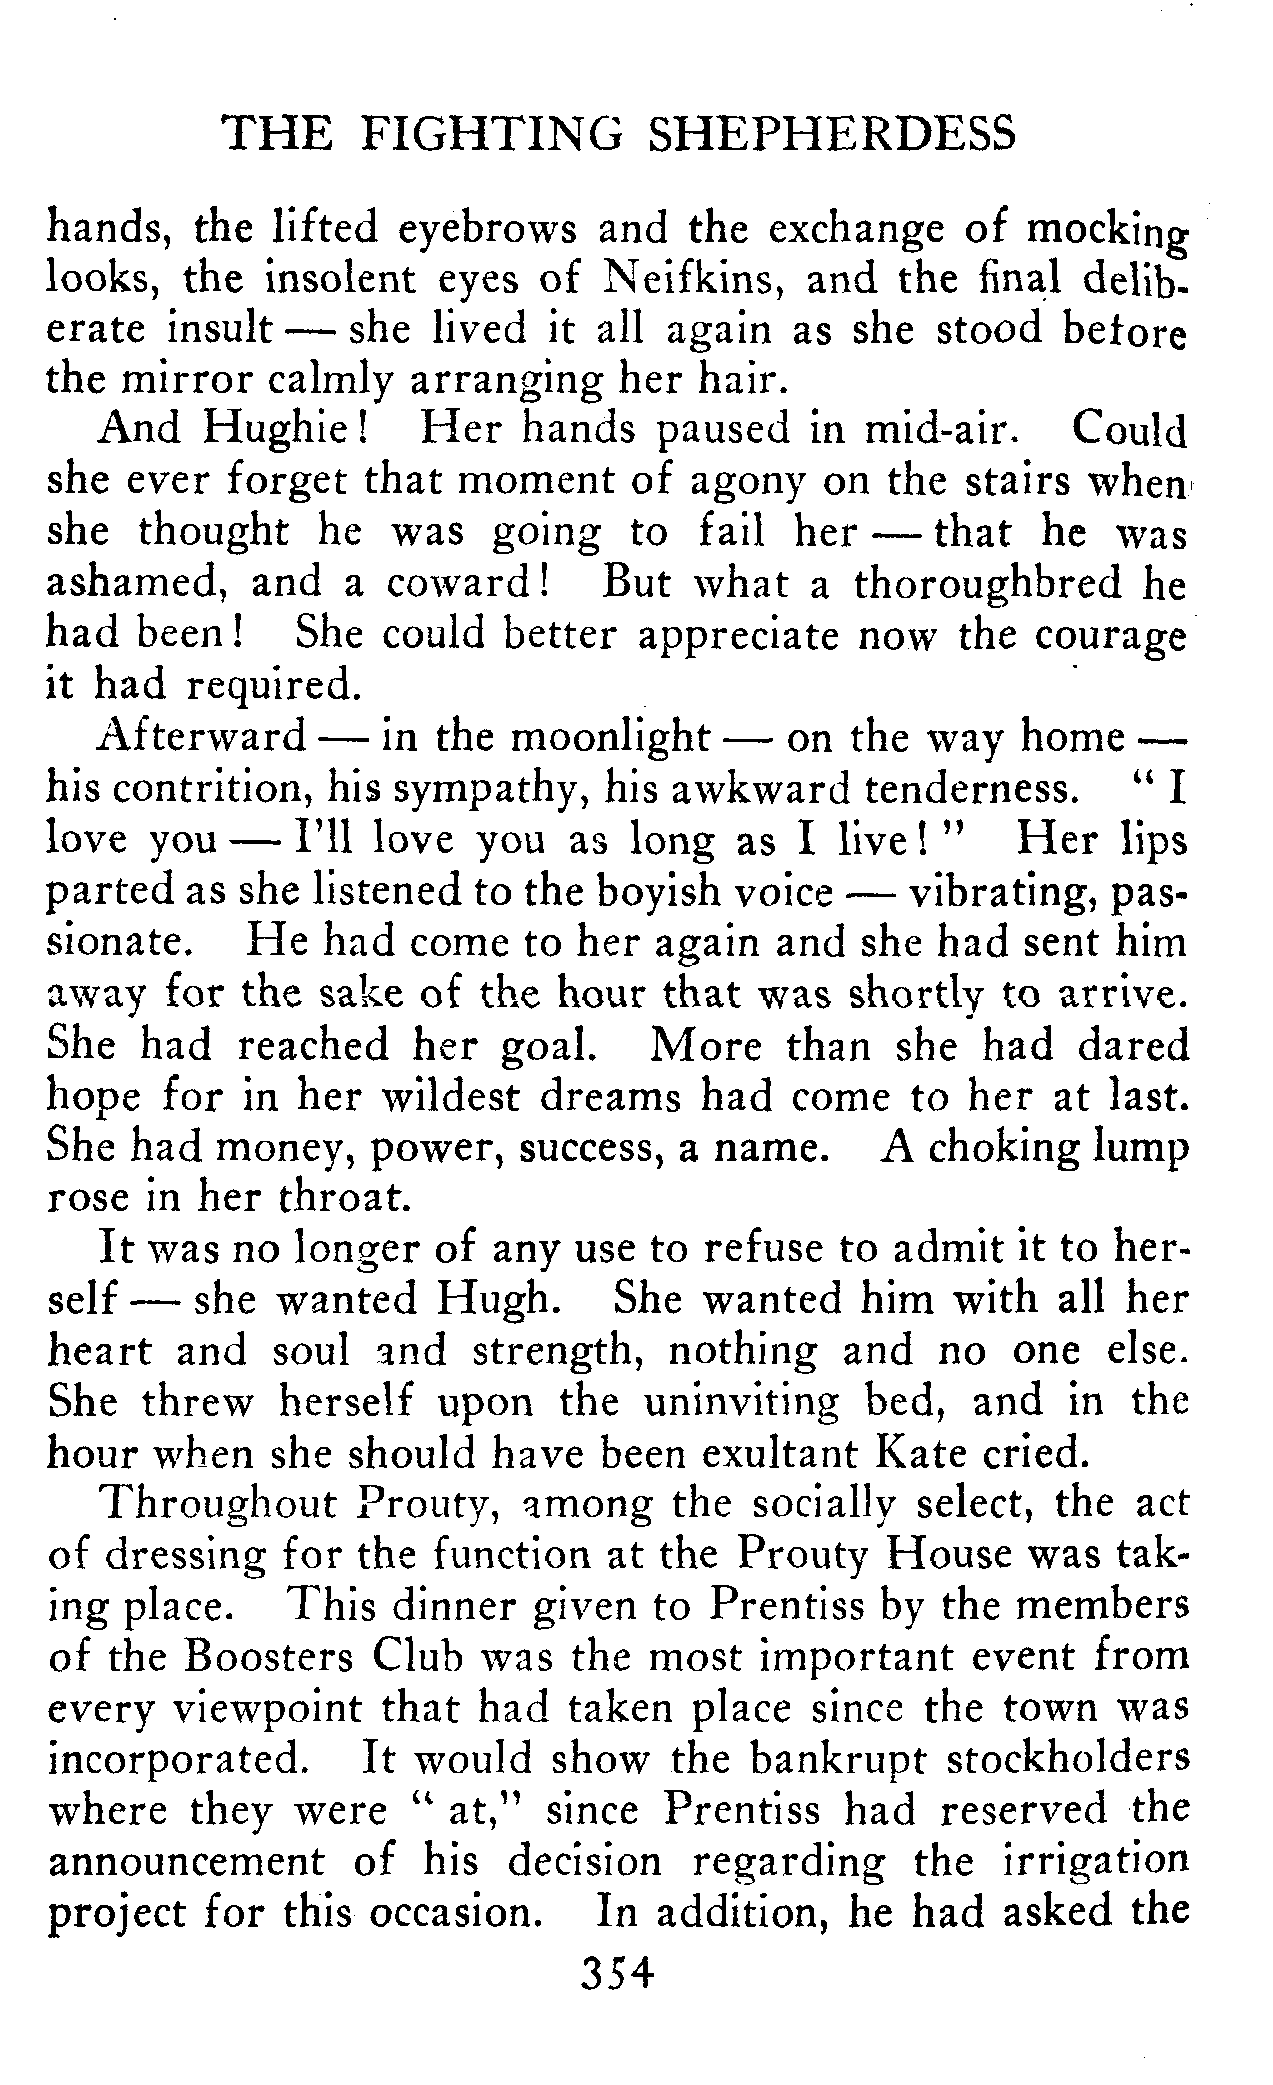 THE FIGHTING SHEPHERDESS
hands, the lifted eyebrows and the exchange of mocking
looks, the insolent eyes of Neifkins, and the final delib-
erate insult — she lived it all again as she stood before
the mirror calmly arranging her hair.
And Hughie! Her hands paused in mid-air. Could
she ever forget that moment of agony on the stairs when
she thought he was going to fail her — that he was
ashamed, and a coward! But what a thoroughbred he
had been! She could better appreciate now the courage
it had required.
Afterward — in the moonlight — on the way home —
his contrition, his sympathy, his awkward tenderness. "I
love you — I'll love you as long as I live!" Her lips
parted as she listened to the boyish voice — vibrating, pas-
sionate. He had come to her again and she had sent him
away for the sake of the hour that was shortly to arrive.
She had reached her goal. More than she had dared
hope for in her wildest dreams had come to her at last.
She had money, power, success, a name. A choking lump
rose in her throat.
It was no longer of any use to refuse to admit it to her-
self — she wanted Hugh. She wanted him with all her
heart and soul and strength, nothing and no one else.
She threw herself upon the uninviting bed, and in the
hour when she should have been exultant Kate cried.
Throughout Prouty, among the socially select, the act
of dressing for the function at the Prouty House was tak-
ing place. This dinner given to Prentiss by the members
of the Boosters Club was the most important event from
every viewpoint that had taken place since the town was
incorporated. It would show the bankrupt stockholders
where they were "at," since Prentiss had reserved the
announcement of his decision regarding the irrigation
project for this occasion. In addition, he had asked the
354